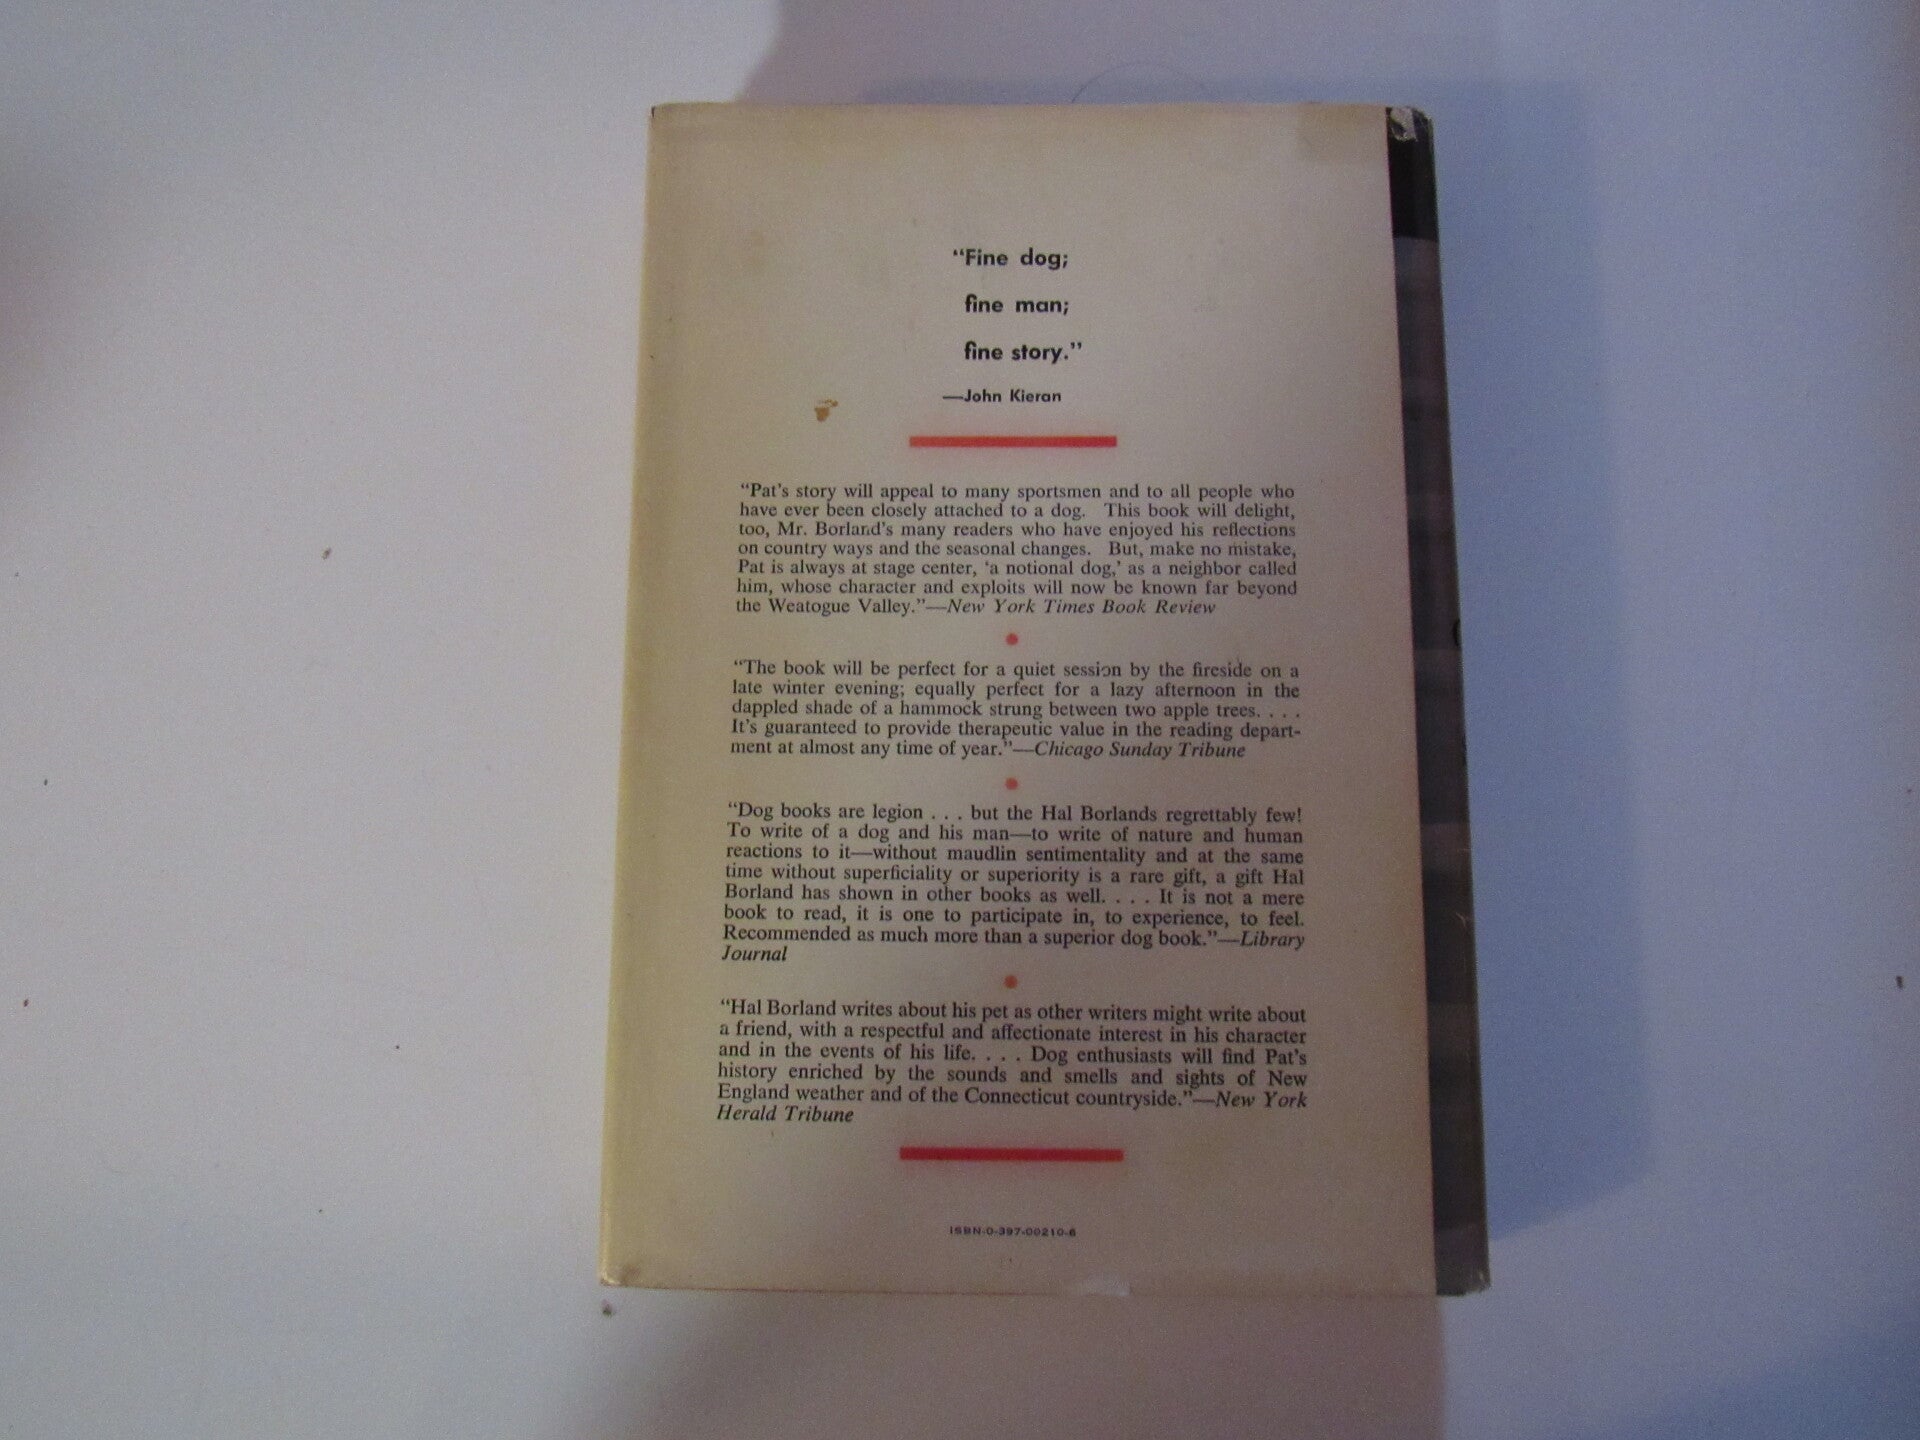 “Fine dog;
fine man;
fine story.”
—John Kieran
“Pat’s story will appeal to many sportsmen and to all people who
have ever been closely attached to a dog. This book will delight,
too, Mr. Borland’s many readers who have enjoyed his reflections
on country ways and the seasonal changes. But, make no mistake,
Pat is always at stage center, ‘a notional dog,’ as a neighbor called
him, whose character and exploits will now be known far beyond
the Weatogue Valley.”—New York Times Book Review
“The book will be perfect for a quiet session by the fireside on a
late winter evening; equally perfect for a lazy afternoon in the
dappled shade of a hammock strung between two apple trees. . . .
It’s guaranteed to provide therapeutic value in the reading depart-
ment at almost any time of year.”—Chicago Sunday Tribune
“Dog books are legion . . . but the Hal Borlands regrettably few!
To write of a dog and his man—to write of nature and human
reactions to it—without maudlin sentimentality and at the same
time without superficiality or superiority is a rare gift, a gift Hal
Borland has shown in other books as well. . . . It is not a mere
book to read, it is one to participate in, to experience, to feel.
Recommended as much more than a superior dog book.”—Library
Journal
“Hal Borland writes about his pet as other writers might write about
a friend, with a respectful and affectionate interest in his character
and in the events of his life. . . . Dog enthusiasts will find Pat’s
history enriched by the sounds and smells and sights of New
England weather and of the Connecticut countryside.”—New York
Herald Tribune
ISBN-0-397-00210-6